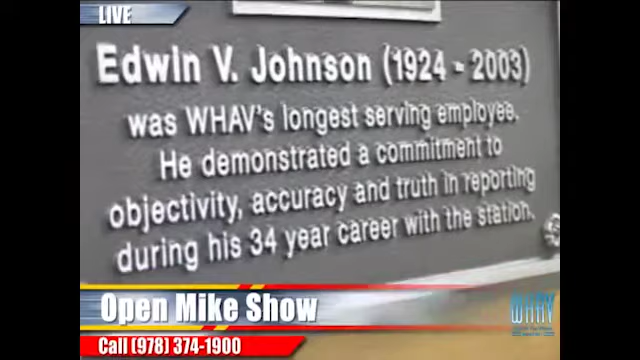 LIVE
Edwin V. Johnson (1924 - 2003)
was WHAV's longest serving employee.
He demonstrated a commitment to
objectivity, accuracy and truth in reporting
during his 34 year career with the station.
Open Mike Show
WHAV
Call (978) 374-1900